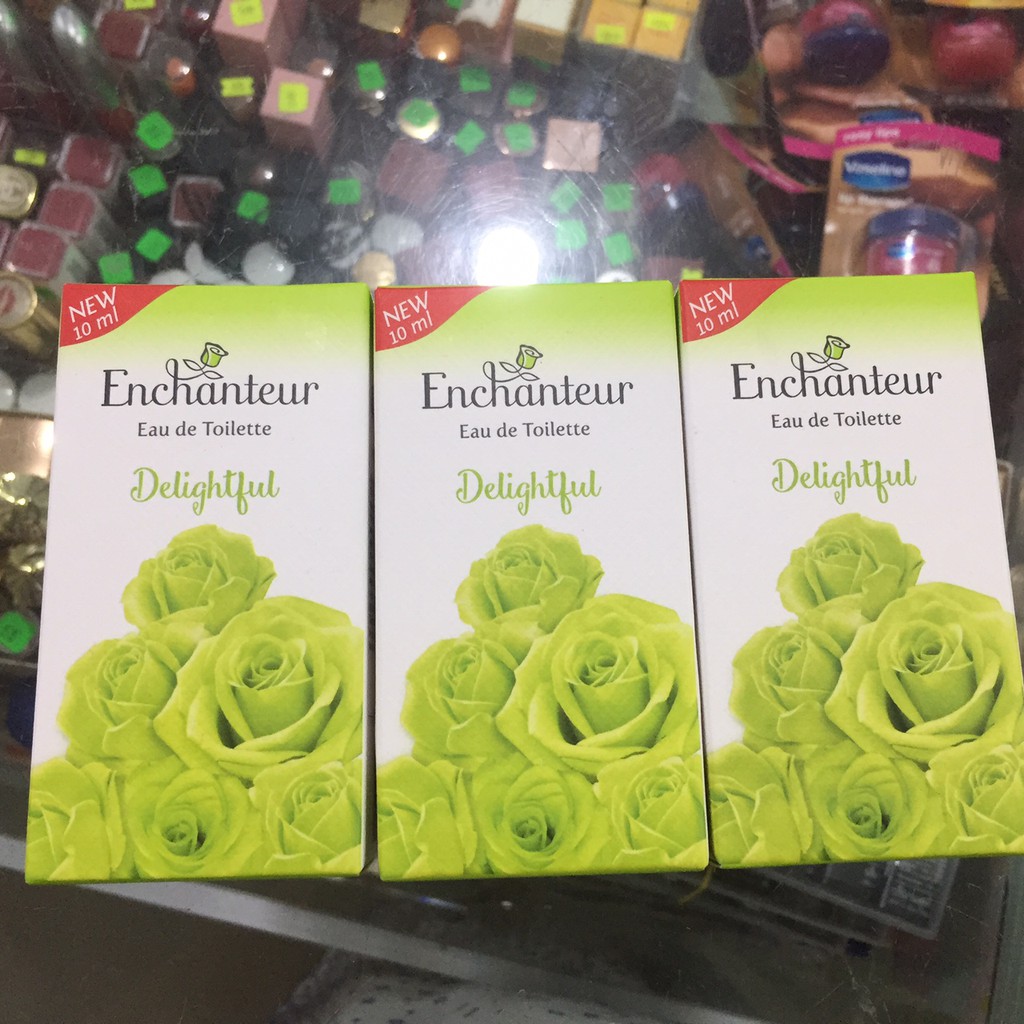 NEW
10 ml
Enchanteur
Eau de Toilette
Delightful
NEW
10 ml
Enchanteur
Eau de Toilette
Delightful
NEW
10 ml
Enchanteur
Eau de Toilette
Delightful
Vaseline